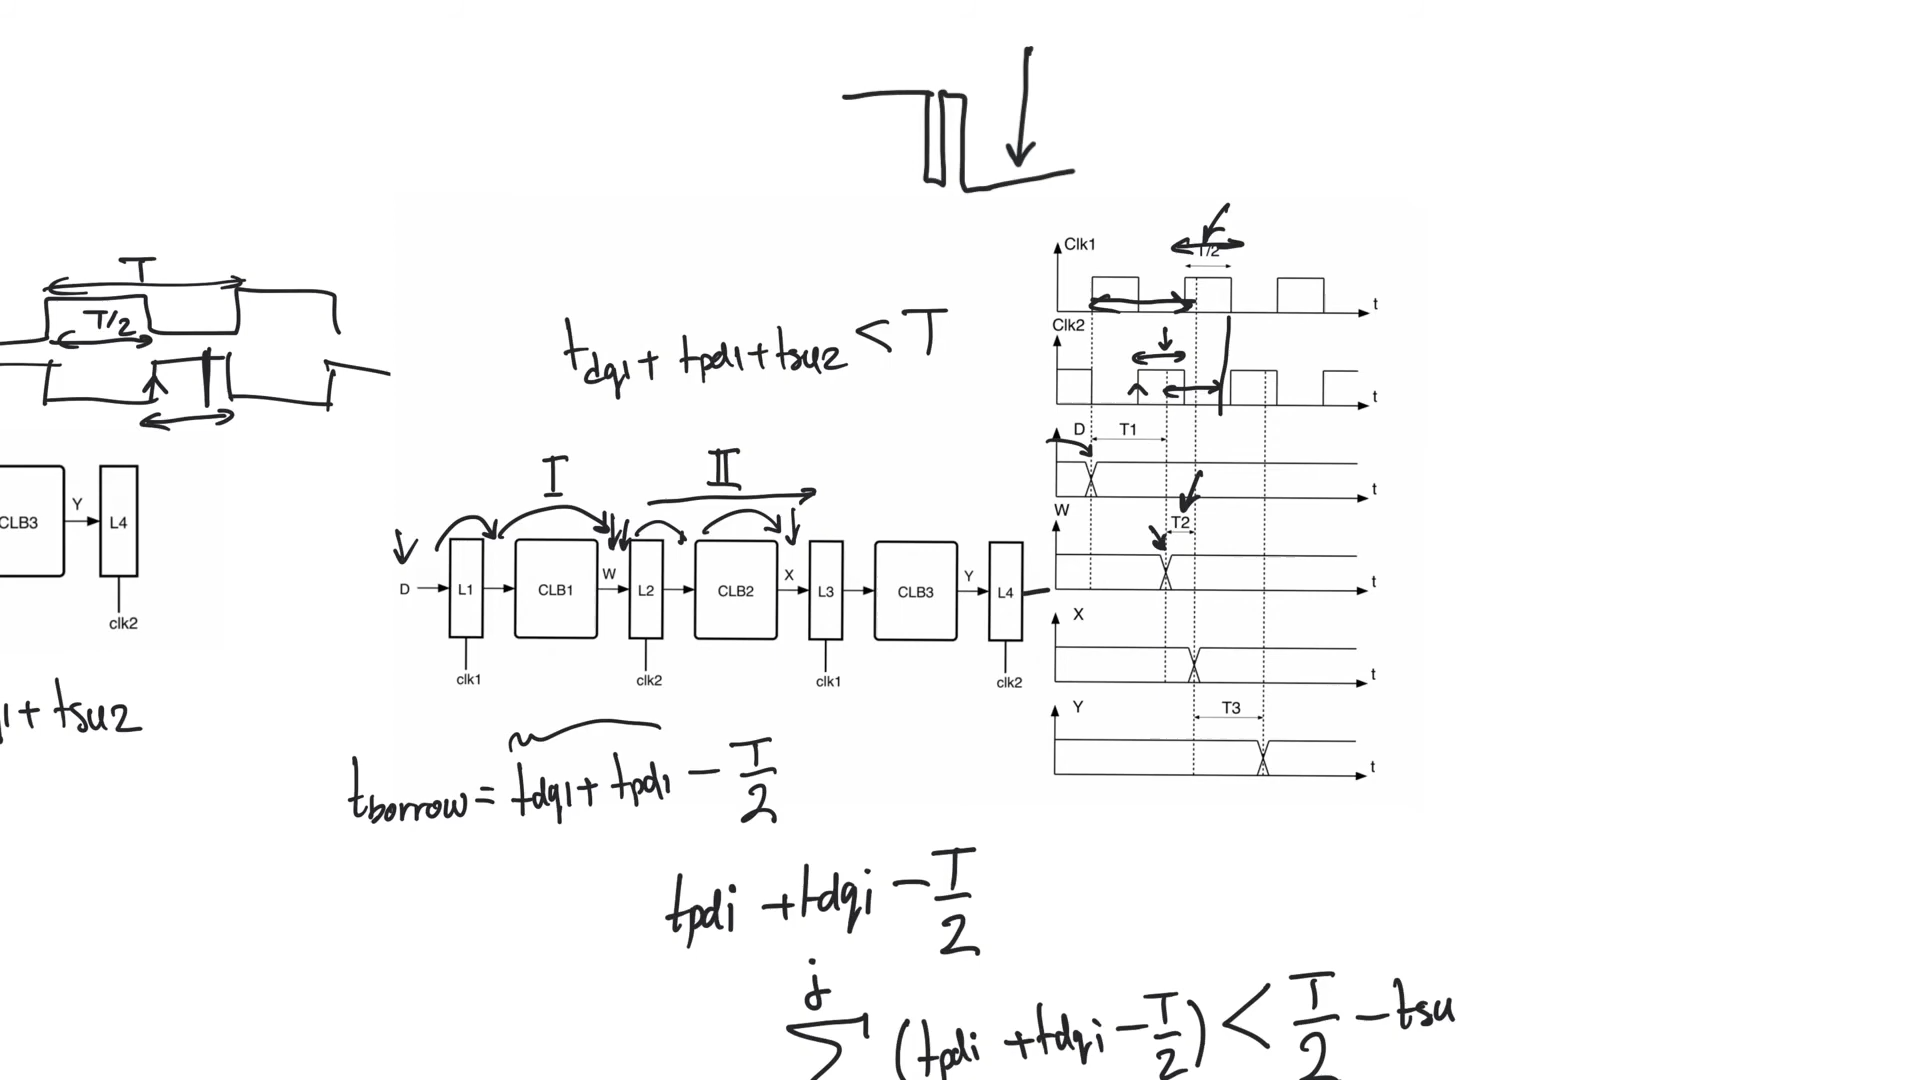 T
T/2
CLB3 Y L4
clk2
+ tsu2
t dq1 + tpd1 + tsu2 < T
I II
D L1 CLB1 W L2 CLB2 X L3 CLB3 Y L4
clk1 clk2 clk1 clk2
tborrow = tdq1 + tpd1 - T/2
tpdi + tdqi - T/2
j
∑ (tpdi + tdqi - T/2) < T/2 - tsu
Clk1
T/2
t
Clk2
t
D T1
t
W
T2
t
X
t
Y T3
t